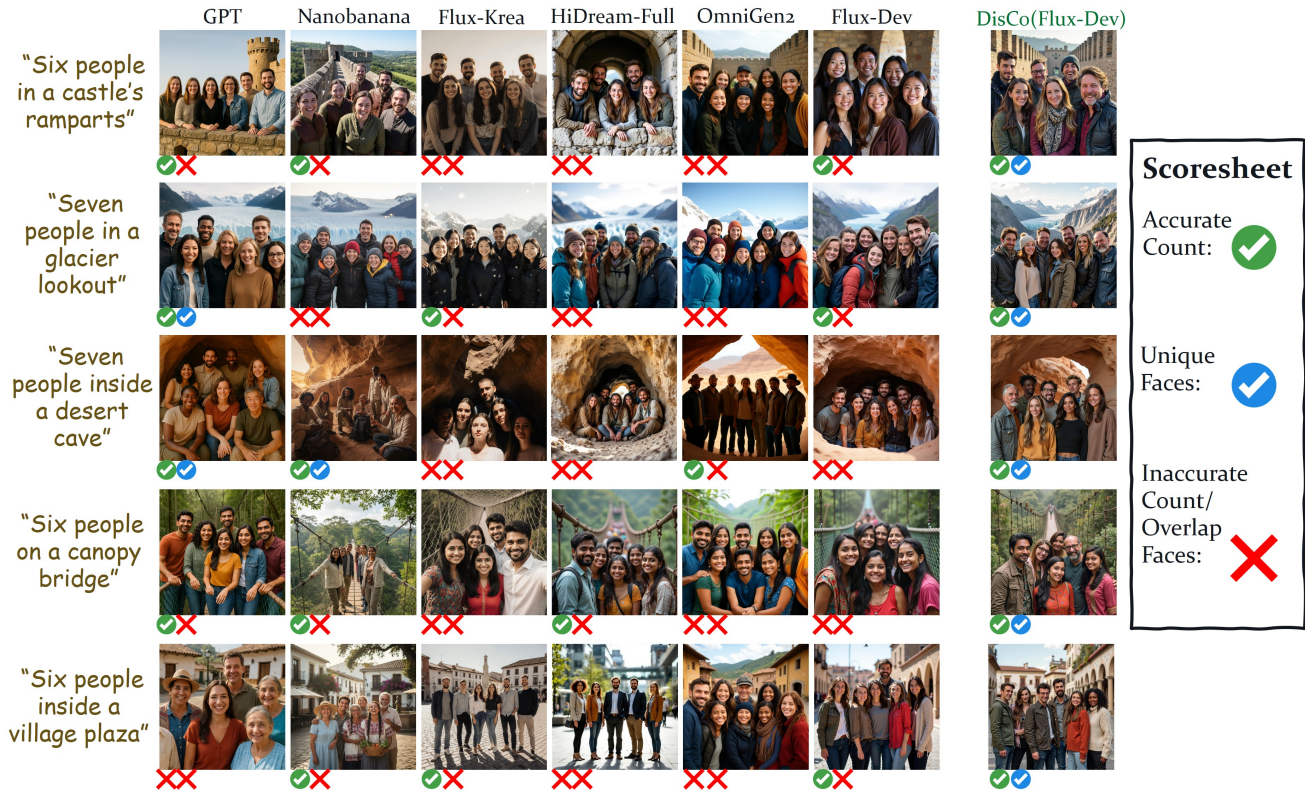 GPT Nanobanana Flux-Krea HiDream-Full OmniGen2 Flux-Dev DisCo(Flux-Dev)
“Six people
in a castle's
ramparts”
“Seven
people in a
glacier
lookout”
“Seven
people inside
a desert
cave”
“Six people
on a canopy
bridge”
“Six people
inside a
village plaza”
Scoresheet
Accurate
Count:
Unique
Faces:
Inaccurate
Count/
Overlap
Faces: